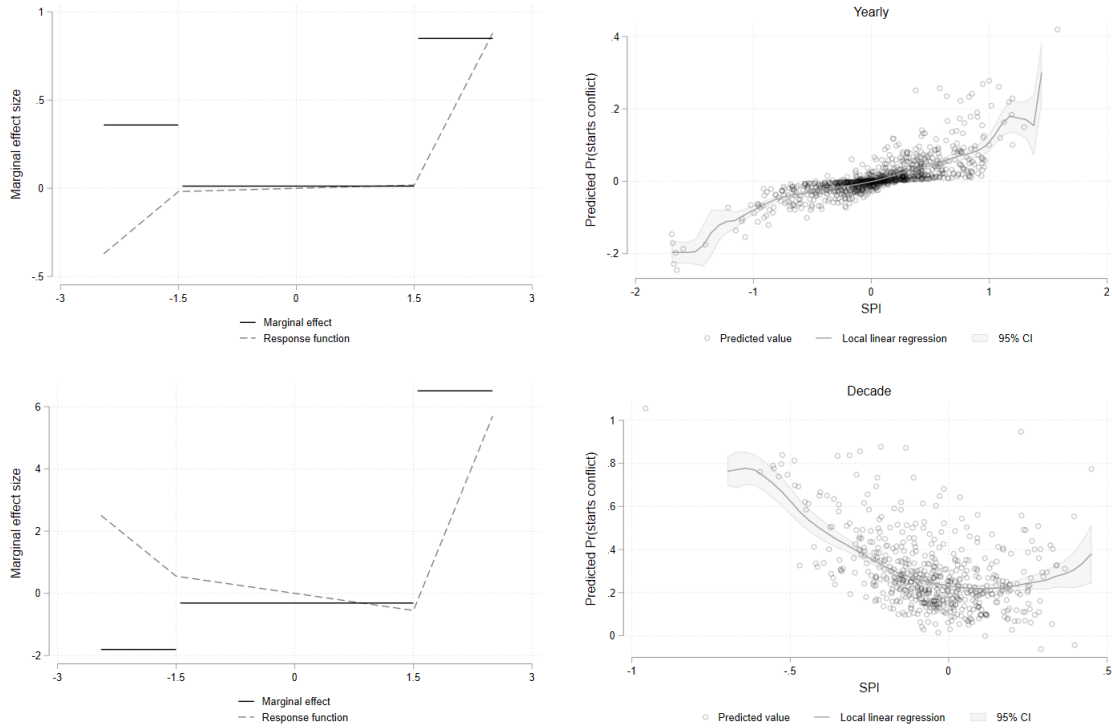 1
.5
0
-.5
Marginal effect size
-3
-1.5
0
1.5
3
Marginal effect
Response function
Yearly
.4
.2
0
-.2
Predicted Pr(starts conflict)
-2
-1
0
1
2
SPI
Predicted value
Local linear regression
95% CI
6
4
2
0
-2
Marginal effect size
-3
-1.5
0
1.5
3
Marginal effect
Response function
Decade
1
.8
.6
.4
.2
0
Predicted Pr(starts conflict)
-1
-.5
0
.5
SPI
Predicted value
Local linear regression
95% CI